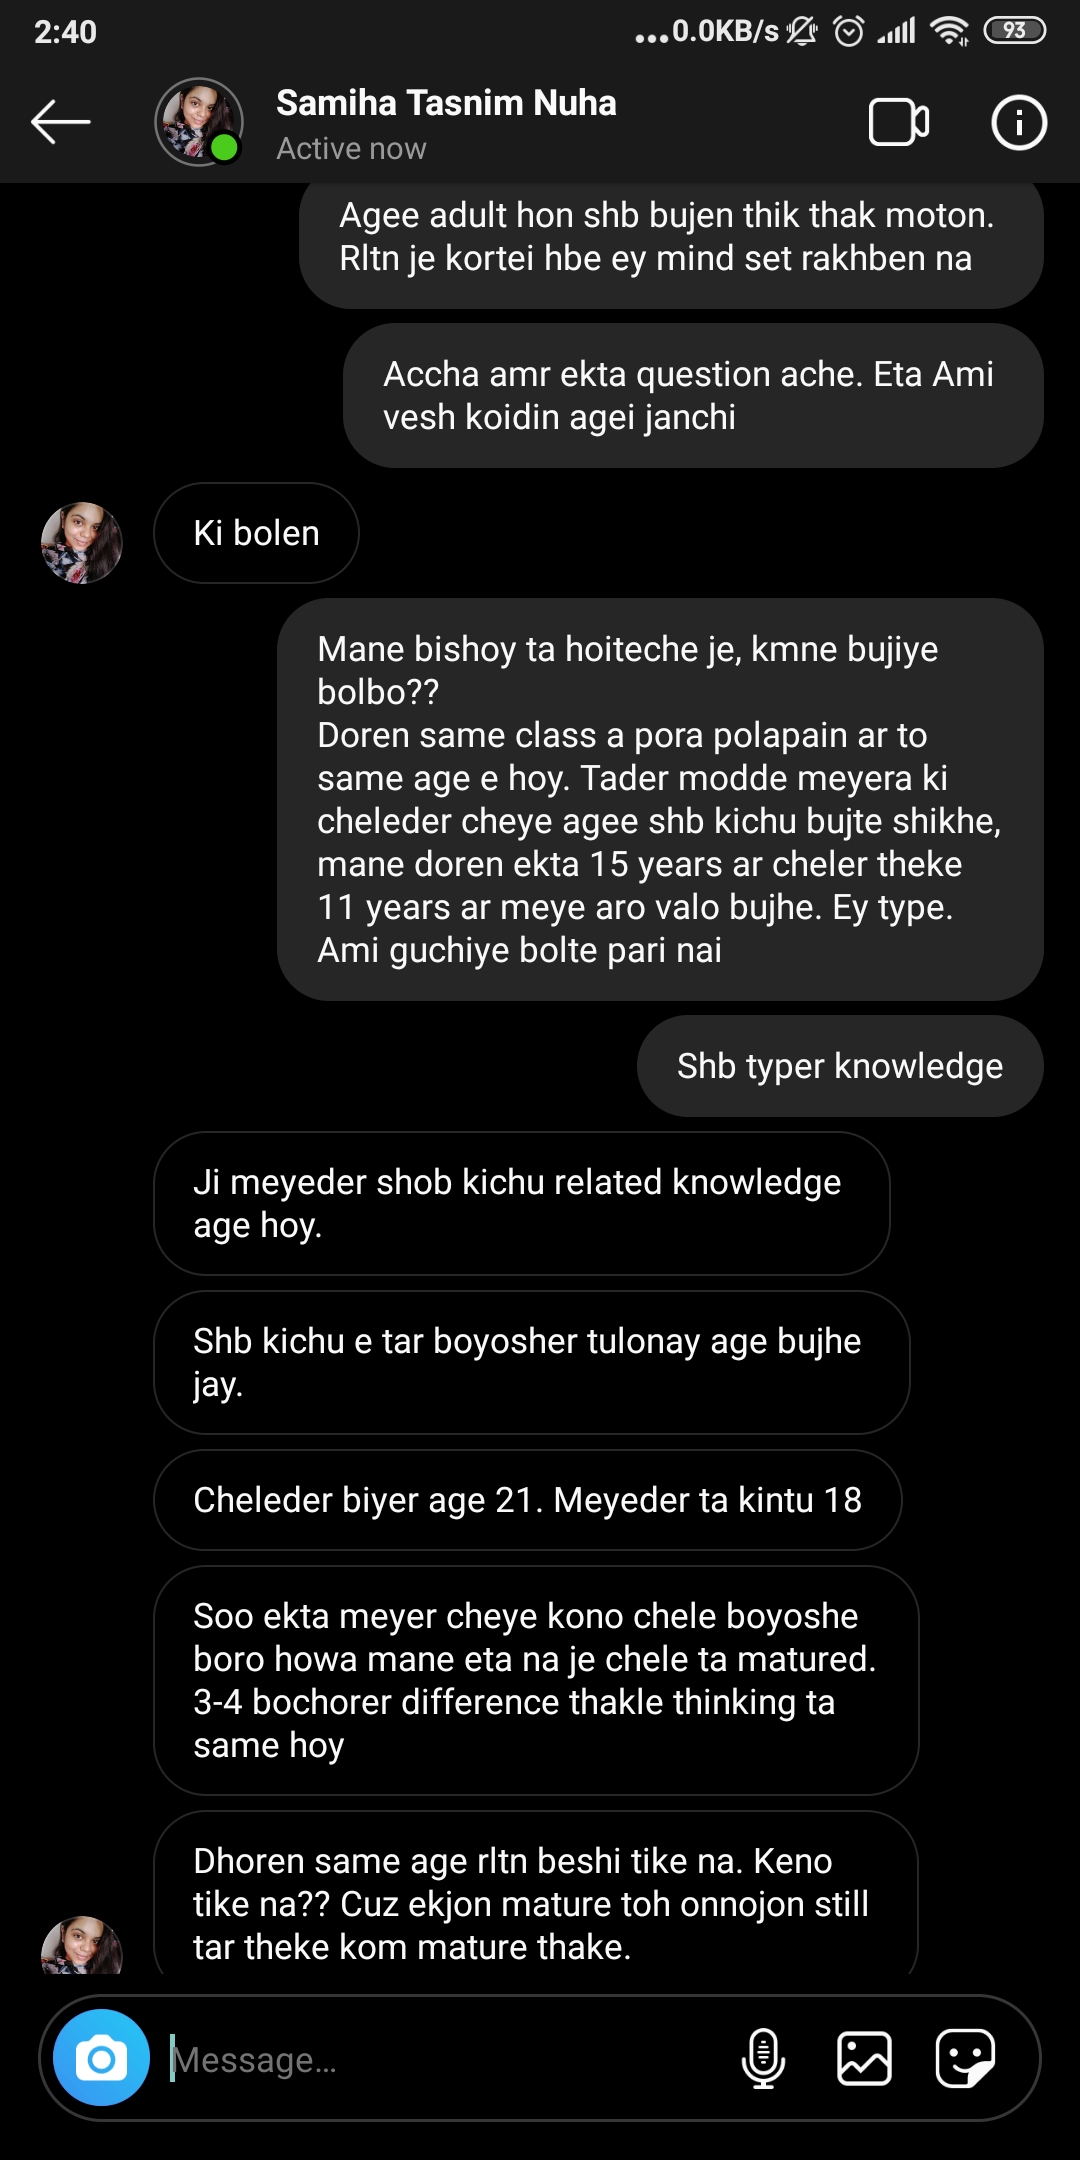 2:40
...0.0KB/s
93
Samiha Tasnim Nuha
Active now
Agee adult hon shb bujen thik thak moton.
Rltn je kortei hbe ey mind set rakhben na
Accha amr ekta question ache. Eta Ami
vesh koidin agei janchi
Ki bolen
Mane bishoy ta hoiteche je, kmne bujiye
bolbo??
Doren same class a pora polapain ar to
same age e hoy. Tader modde meyera ki
cheleder cheye agee shb kichu bujte shikhe,
mane doren ekta 15 years ar cheler theke
11 years ar meye aro valo bujhe. Ey type.
Ami guchiye bolte pari nai
Shb typer knowledge
Ji meyeder shob kichu related knowledge
age hoy.
Shb kichu e tar boyosher tulonay age bujhe
jay.
Cheleder biyer age 21. Meyeder ta kintu 18
Soo ekta meyer cheye kono chele boyoshe
boro howa mane eta na je chele ta matured.
3-4 bochorer difference thakle thinking ta
same hoy
Dhoren same age rltn beshi tike na. Keno
tike na?? Cuz ekjon mature toh onnojon still
tar theke kom mature thake.
Message...